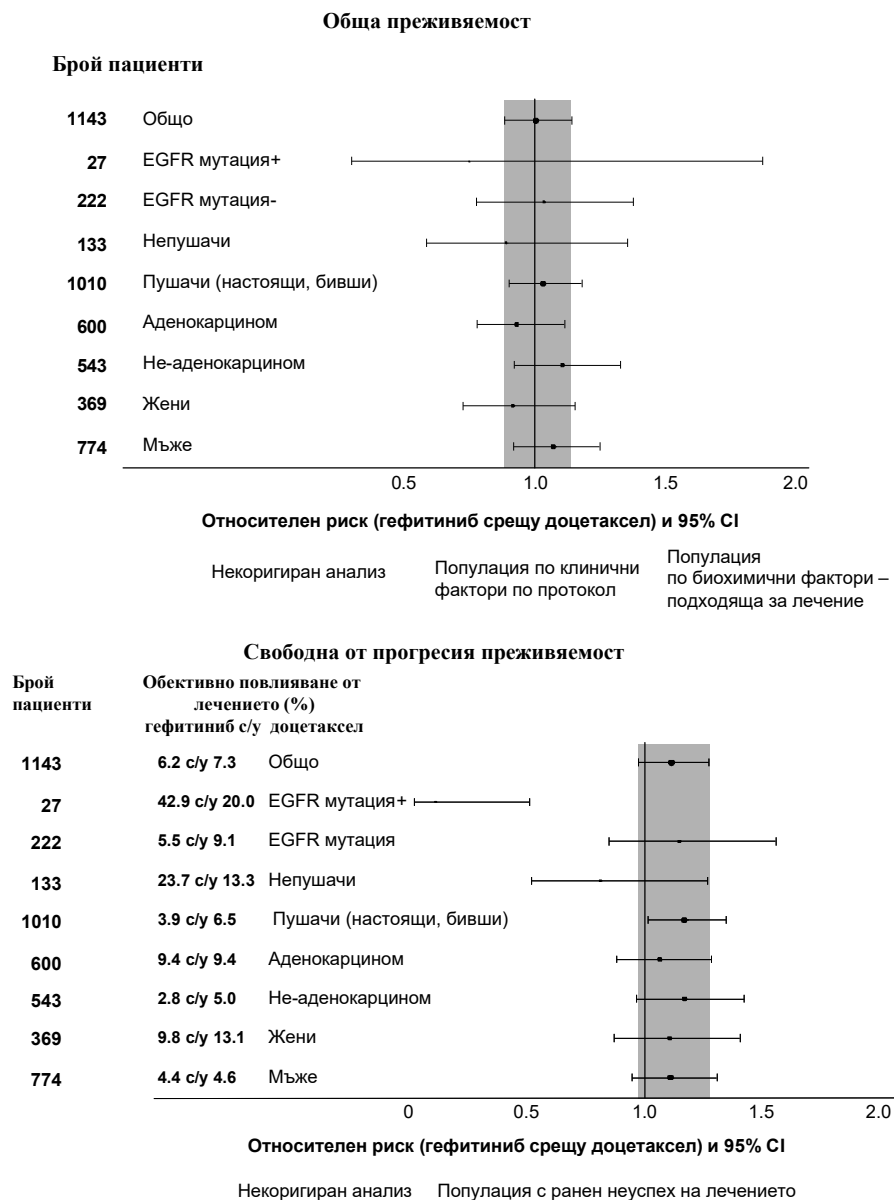 Обща преживяемост
Брой пациенти
1143 Общо
27 EGFR мутация+
222 EGFR мутация-
133 Непушачи
1010 Пушачи (настоящи, бивши)
600 Аденокарцином
543 Не-аденокарцином
369 Жени
774 Мъже
0.5 1.0 1.5 2.0
Относителен риск (гефитиниб срещу доцетаксел) и 95% CI
Некоригиран анализ
Популация по клинични
фактори по протокол
Популация
по биохимични фактори –
подходяща за лечение
Свободна от прогресия преживяемост
Брой
пациенти
Обективно повлияване от
лечението (%)
гефитиниб с/у доцетаксел
1143 6.2 с/у 7.3 Общо
27 42.9 с/у 20.0 EGFR мутация+
222 5.5 с/у 9.1 EGFR мутация
133 23.7 с/у 13.3 Непушачи
1010 3.9 с/у 6.5 Пушачи (настоящи, бивши)
600 9.4 с/у 9.4 Аденокарцином
543 2.8 с/у 5.0 Не-аденокарцином
369 9.8 с/у 13.1 Жени
774 4.4 с/у 4.6 Мъже
0 0.5 1.0 1.5 2.0
Относителен риск (гефитиниб срещу доцетаксел) и 95% CI
Некоригиран анализ Популация с ранен неуспех на лечението